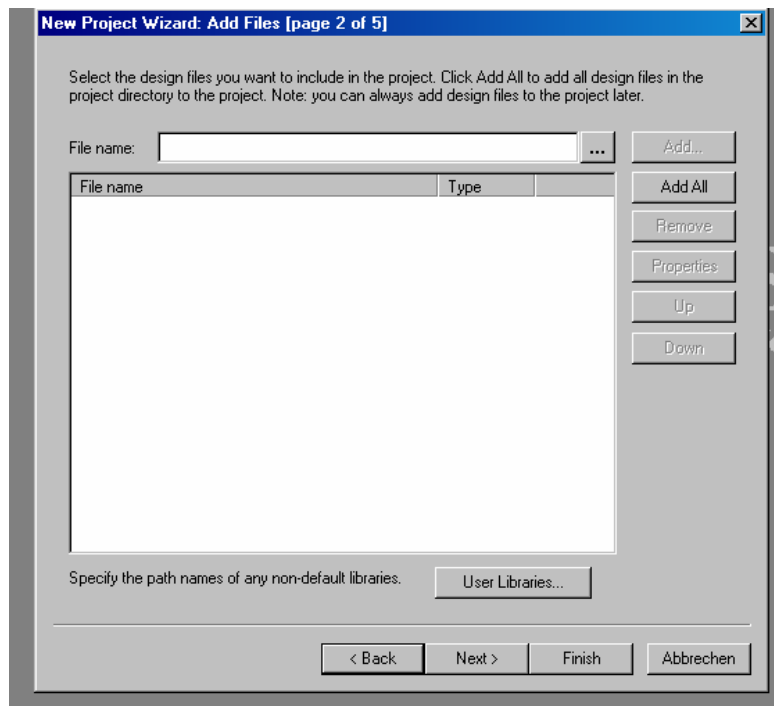 New Project Wizard: Add Files [page 2 of 5]
Select the design files you want to include in the project. Click Add All to add all design files in the
project directory to the project. Note: you can always add design files to the project later.
File name: ... Add...
File name Type Add All
Remove
Properties
Up
Down
Specify the path names of any non-default libraries. User Libraries...
< Back Next > Finish Abbrechen